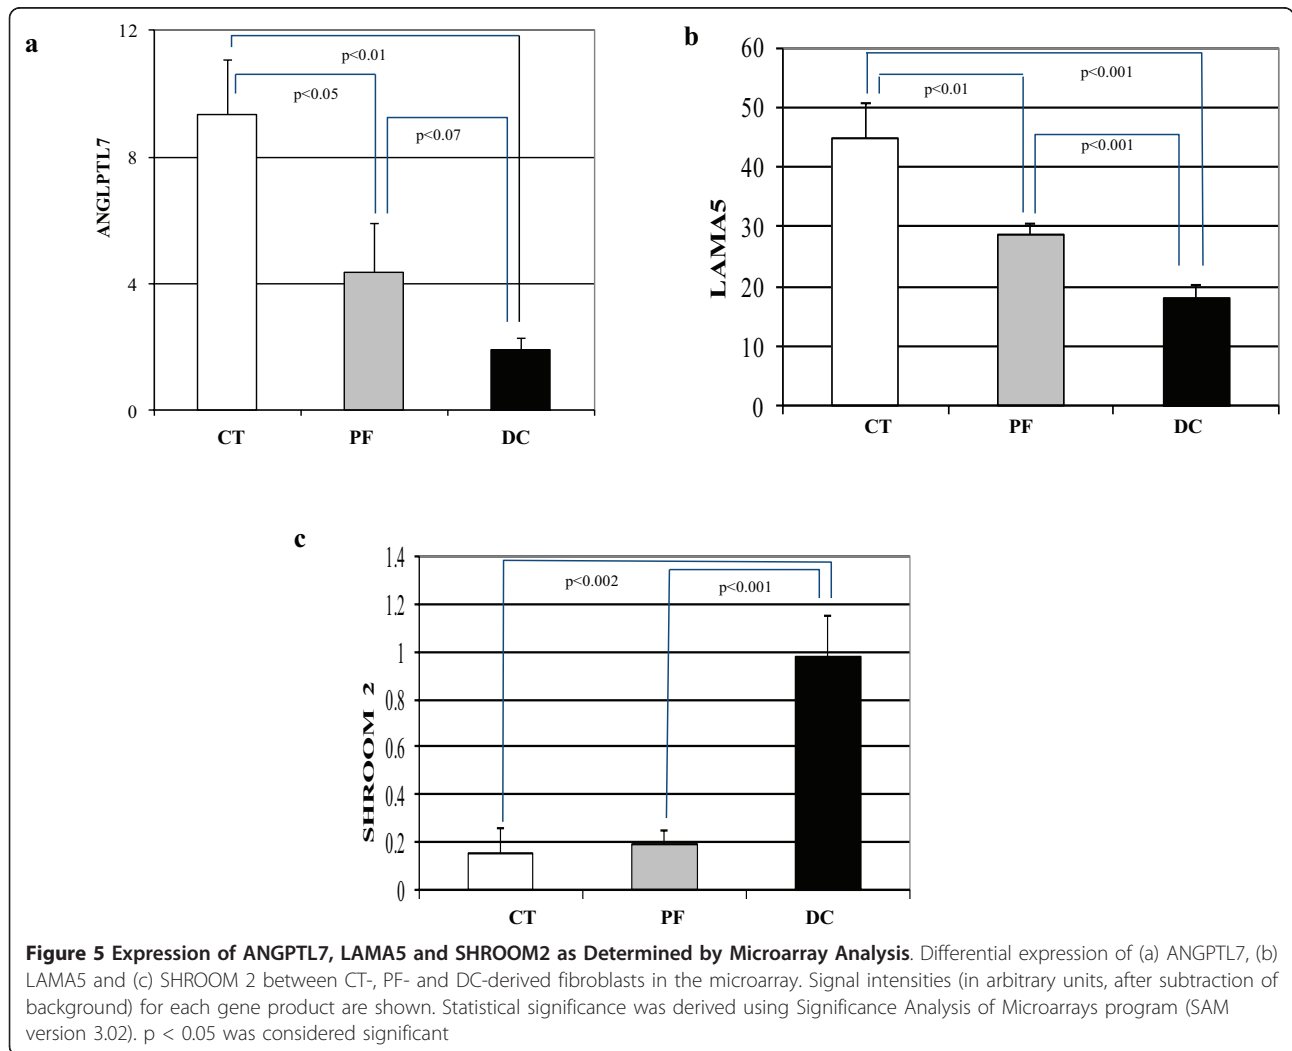 a
12
8
4
0
ANGLPTL7
p<0.01
p<0.05
p<0.07
CT PF DC
b
60
50
40
30
20
10
0
LAMA5
p<0.001
p<0.01
p<0.001
CT PF DC
c
1.4
1.2
1
0.8
0.6
0.4
0.2
0
SHROOM 2
p<0.002 p<0.001
CT PF DC
Figure 5 Expression of ANGPTL7, LAMA5 and SHROOM2 as Determined by Microarray Analysis. Differential expression of (a) ANGPTL7, (b)
LAMA5 and (c) SHROOM 2 between CT-, PF- and DC-derived fibroblasts in the microarray. Signal intensities (in arbitrary units, after subtraction of
background) for each gene product are shown. Statistical significance was derived using Significance Analysis of Microarrays program (SAM
version 3.02). p < 0.05 was considered significant